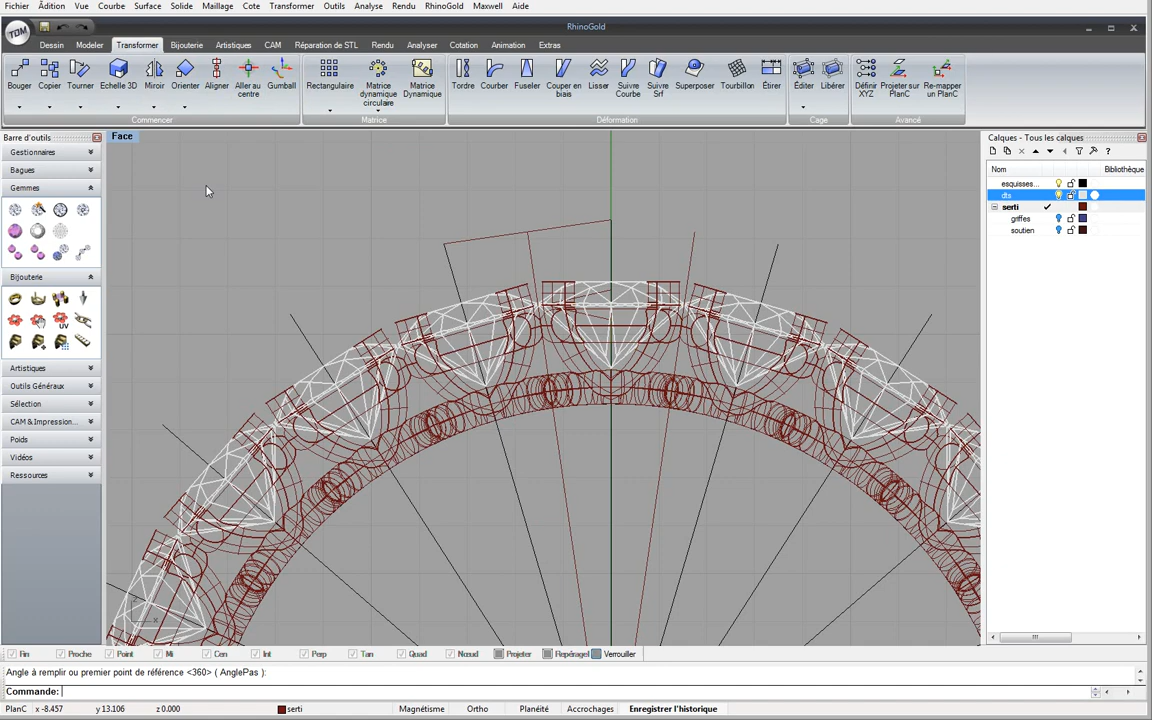 Fichier Ãdition Vue Courbe Surface Solide Maillage Cote Transformer Outils Analyse Rendu RhinoGold Maxwell Aide
TDM RhinoGold
Dessin Modeler Transformer Bijouterie Artistiques CAM Réparation de STL Rendu Analyser Cotation Animation Extras
Bouger Copier Tourner Echelle 3D Miroir Orienter Aligner Aller au centre Gumball Rectangulaire Matrice dynamique circulaire Matrice Dynamique Tordre Courber Fuseler Couper en biais Lisser Suivre Courbe Suivre Srf Superposer Tourbillon Étirer Éditer Libérer Définir XYZ Projeter sur PlanC Re-mapper un PlanC
Commencer Matrice Déformation Cage Avancé
Barre d'outils Face Calques - Tous les calques
Gestionnaires
Bagues
Gemmes
Bijouterie
UV
Artistiques
Outils Généraux
Sélection
CAM & Impression...
Poids
Vidéos
Ressources
?
Nom Bibliothèque
esquisses...
dts
serti
griffes
soutien
z
x
Fin Proche Point Mi Cen Int Perp Tan Quad Nœud Projeter Repéragel Verrouiller
Angle à remplir ou premier point de référence <360> ( AnglePas ):
Commande:
PlanC x -8.457 y 13.106 z 0.000 serti Magnétisme Ortho Planéité Accrochages Enregistrer l'historique